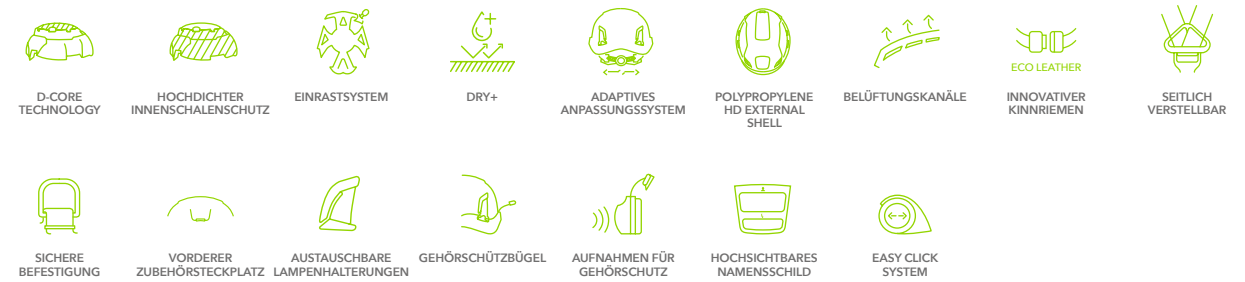 ECO LEATHER
D-CORE
TECHNOLOGY
HOCHDICHTER
INNENSCHALENSCHUTZ
EINRASTSYSTEM
DRY+
ADAPTIVES
ANPASSUNGSSYSTEM
POLYPROPYLENE
HD EXTERNAL
SHELL
BELÜFTUNGSKANÄLE
INNOVATIVER
KINNRIEMEN
SEITLICH
VERSTELLBAR
SICHERE
BEFESTIGUNG
VORDERER
ZUBEHÖRSTECKPLATZ
AUSTAUSCHBARE
LAMPENHALTERUNGEN
GEHÖRSCHÜTZBÜGEL
AUFNAHMEN FÜR
GEHÖRSCHUTZ
HOCHSICHTBARES
NAMENSSCHILD
EASY CLICK
SYSTEM